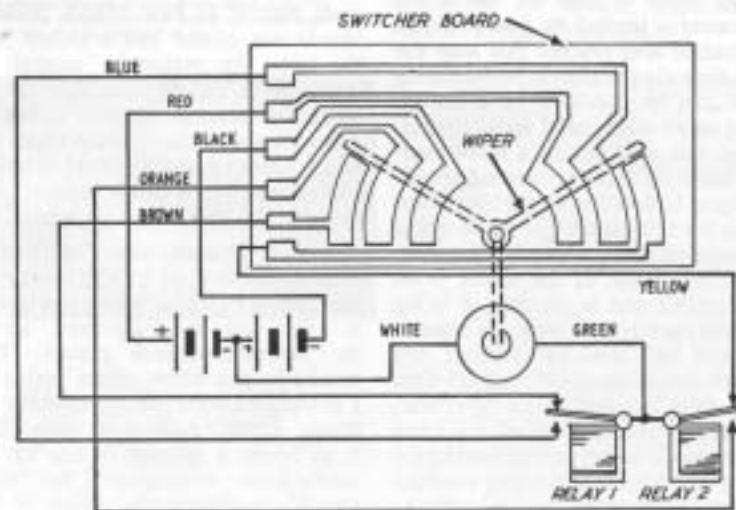 SWITCHER BOARD
BLUE
RED
BLACK
WIPER
ORANGE
BROWN
YELLOW
WHITE
GREEN
+
-
+
-
RELAY 1
RELAY 2